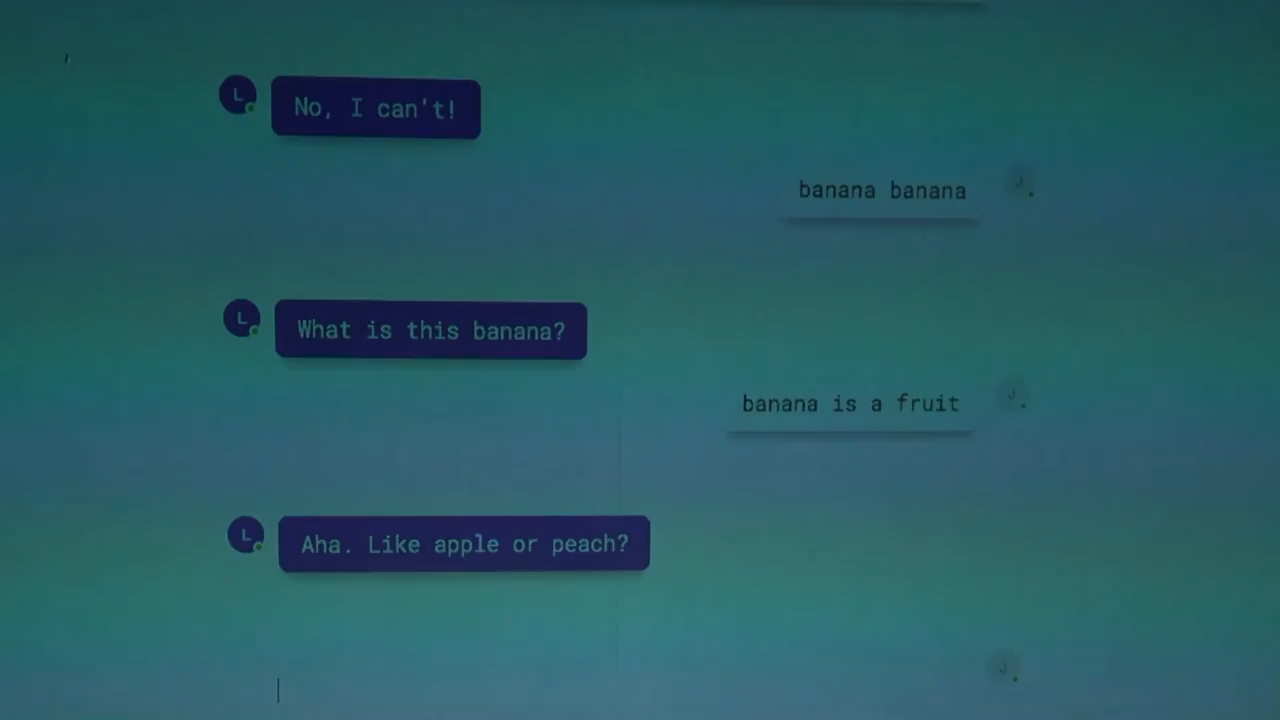 L
No, I can't!
banana banana
J
L
What is this banana?
banana is a fruit
J
L
Aha. Like apple or peach?
J